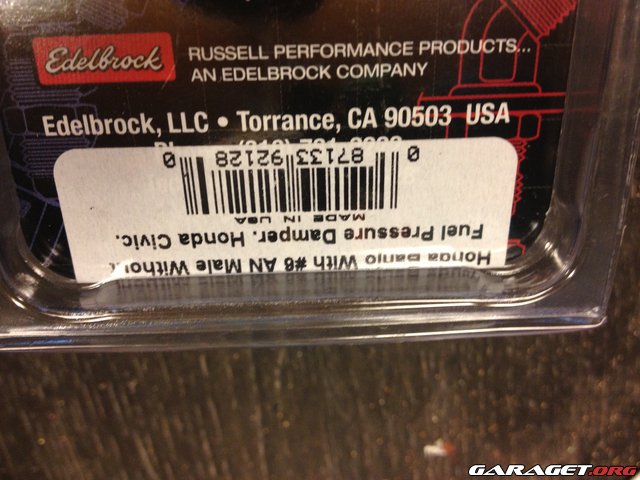 Edelbrock
RUSSELL PERFORMANCE PRODUCTS...
AN EDELBROCK COMPANY
Edelbrock, LLC • Torrance, CA 90503 USA
Honda Banjo With #6 AN Male Without
Fuel Pressure Damper. Honda Civic.
MADE IN USA
0 87133 92128 0
GARAGET.ORG